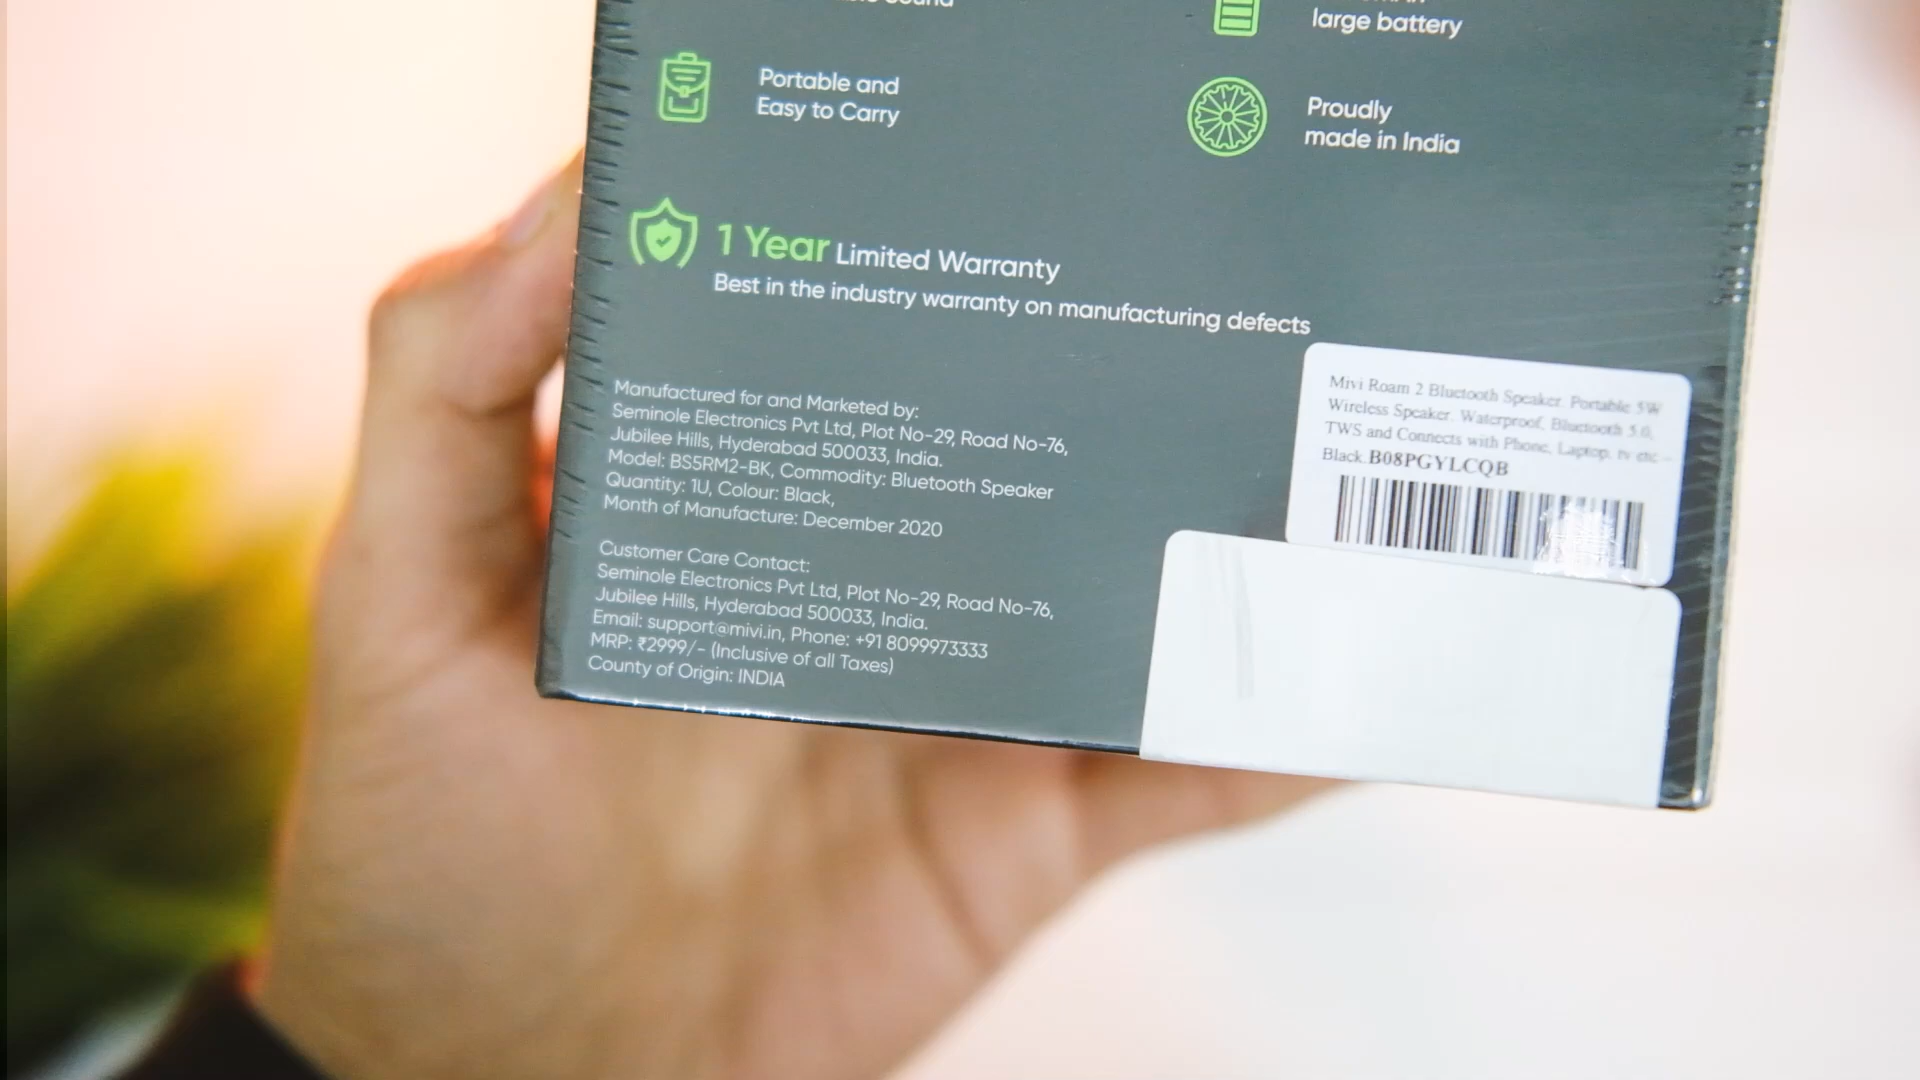 large battery
Portable and
Easy to Carry
Proudly
made in India
1 Year Limited Warranty
Best in the industry warranty on manufacturing defects
Manufactured for and Marketed by:
Seminole Electronics Pvt Ltd, Plot No-29, Road No-76,
Jubilee Hills, Hyderabad 500033, India.
Model: BS5RM2-BK, Commodity: Bluetooth Speaker
Quantity: 1U, Colour: Black,
Month of Manufacture: December 2020
Customer Care Contact:
Seminole Electronics Pvt Ltd, Plot No-29, Road No-76,
Jubilee Hills, Hyderabad 500033, India.
Email: support@mivi.in, Phone: +91 8099973333
MRP: ₹2999/- (Inclusive of all Taxes)
County of Origin: INDIA
Mivi Roam 2 Bluetooth Speaker. Portable 5W
Wireless Speaker. Waterproof, Bluetooth 5.0,
TWS and Connects with Phone, Laptop, tv etc –
Black.B08PGYLCQB